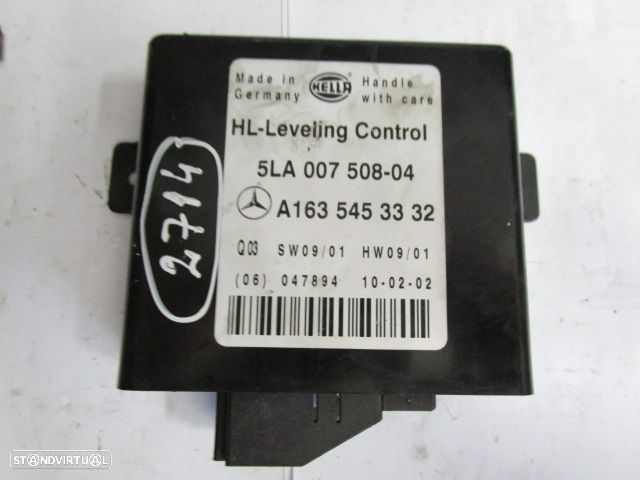 Made in Germany
HELLA
Handle with care
HL-Leveling Control
5LA 007 508-04
A163 545 33 32
Q03 SW09/01 HW09/01
(06) 047894 10-02-02
2714
STANDVIRTUAL